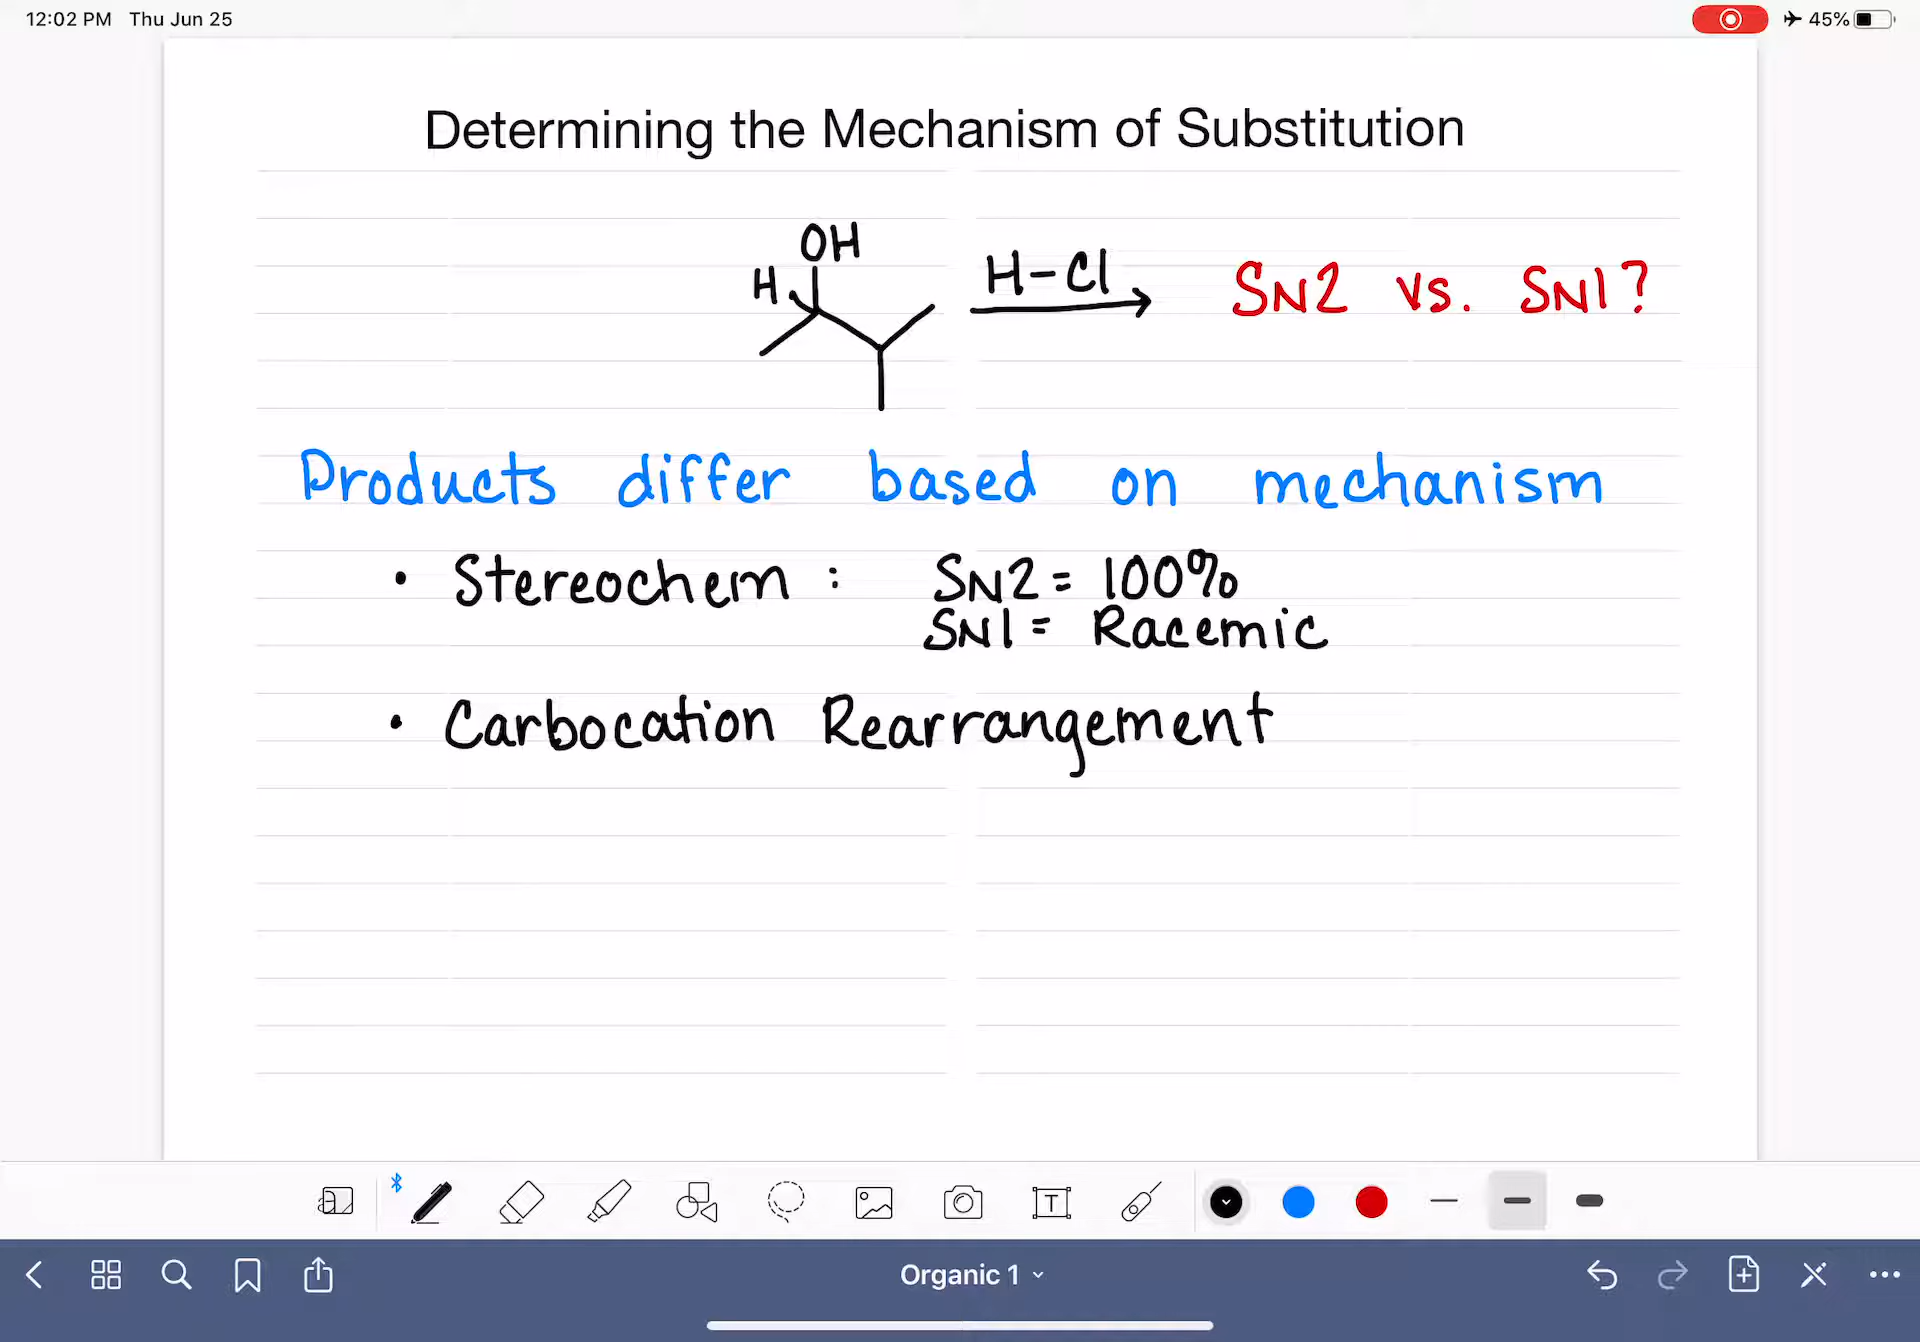 12:02 PM Thu Jun 25
45%
Determining the Mechanism of Substitution
OH
H
H-Cl
SN2 vs. SN1?
Products differ based on mechanism
• Stereochem : SN2 = 100%
SN1 = Racemic
• Carbocation Rearrangement
a
T
Organic 1